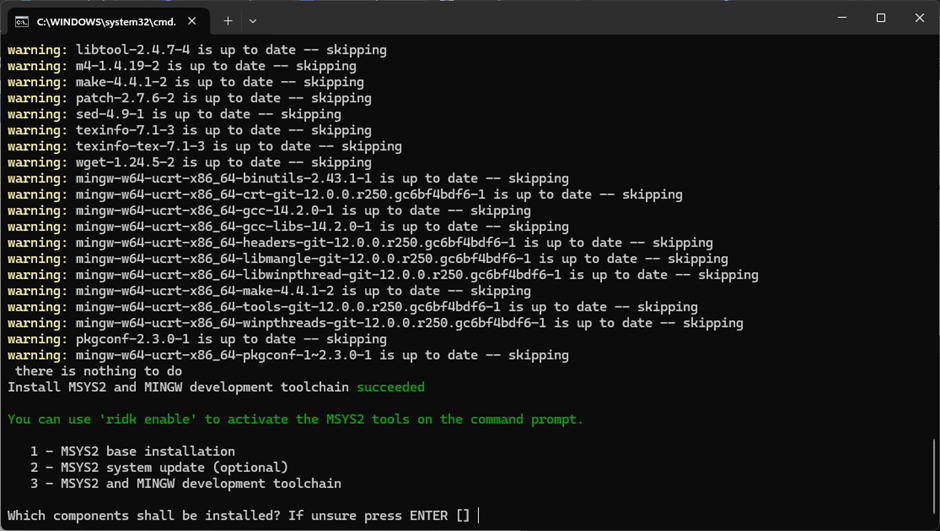 C:\WINDOWS\system32\cmd.
warning: libtool-2.4.7-4 is up to date -- skipping
warning: m4-1.4.19-2 is up to date -- skipping
warning: make-4.4.1-2 is up to date -- skipping
warning: patch-2.7.6-2 is up to date -- skipping
warning: sed-4.9-1 is up to date -- skipping
warning: texinfo-7.1-3 is up to date -- skipping
warning: texinfo-tex-7.1-3 is up to date -- skipping
warning: wget-1.24.5-2 is up to date -- skipping
warning: mingw-w64-ucrt-x86_64-binutils-2.43.1-1 is up to date -- skipping
warning: mingw-w64-ucrt-x86_64-crt-git-12.0.0.r250.gc6bf4bdf6-1 is up to date -- skipping
warning: mingw-w64-ucrt-x86_64-gcc-14.2.0-1 is up to date -- skipping
warning: mingw-w64-ucrt-x86_64-gcc-libs-14.2.0-1 is up to date -- skipping
warning: mingw-w64-ucrt-x86_64-headers-git-12.0.0.r250.gc6bf4bdf6-1 is up to date -- skipping
warning: mingw-w64-ucrt-x86_64-libmangle-git-12.0.0.r250.gc6bf4bdf6-1 is up to date -- skipping
warning: mingw-w64-ucrt-x86_64-libwinpthread-git-12.0.0.r250.gc6bf4bdf6-1 is up to date -- skipping
warning: mingw-w64-ucrt-x86_64-make-4.4.1-2 is up to date -- skipping
warning: mingw-w64-ucrt-x86_64-tools-git-12.0.0.r250.gc6bf4bdf6-1 is up to date -- skipping
warning: mingw-w64-ucrt-x86_64-winpthreads-git-12.0.0.r250.gc6bf4bdf6-1 is up to date -- skipping
warning: pkgconf-2.3.0-1 is up to date -- skipping
warning: mingw-w64-ucrt-x86_64-pkgconf-1~2.3.0-1 is up to date -- skipping
there is nothing to do
Install MSYS2 and MINGW development toolchain succeeded
You can use 'ridk enable' to activate the MSYS2 tools on the command prompt.
1 - MSYS2 base installation
2 - MSYS2 system update (optional)
3 - MSYS2 and MINGW development toolchain
Which components shall be installed? If unsure press ENTER []